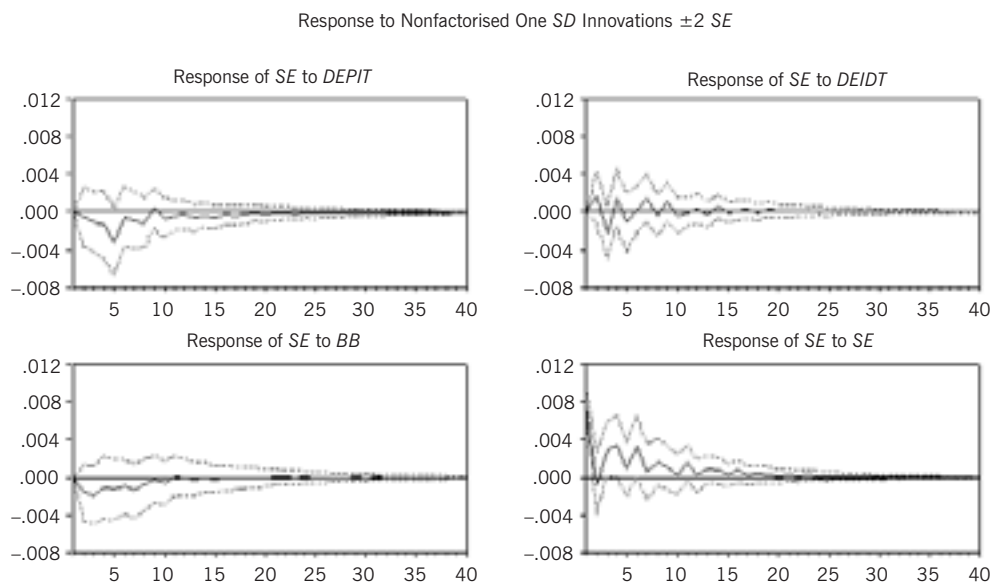 Response to Nonfactorised One SD Innovations ±2 SE
Response of SE to DEPIT
.012
.008
.004
.000
–.004
–.008
5 10 15 20 25 30 35 40
Response of SE to DEIDT
.012
.008
.004
.000
–.004
–.008
5 10 15 20 25 30 35 40
Response of SE to BB
.012
.008
.004
.000
–.004
–.008
5 10 15 20 25 30 35 40
Response of SE to SE
.012
.008
.004
.000
–.004
–.008
5 10 15 20 25 30 35 40